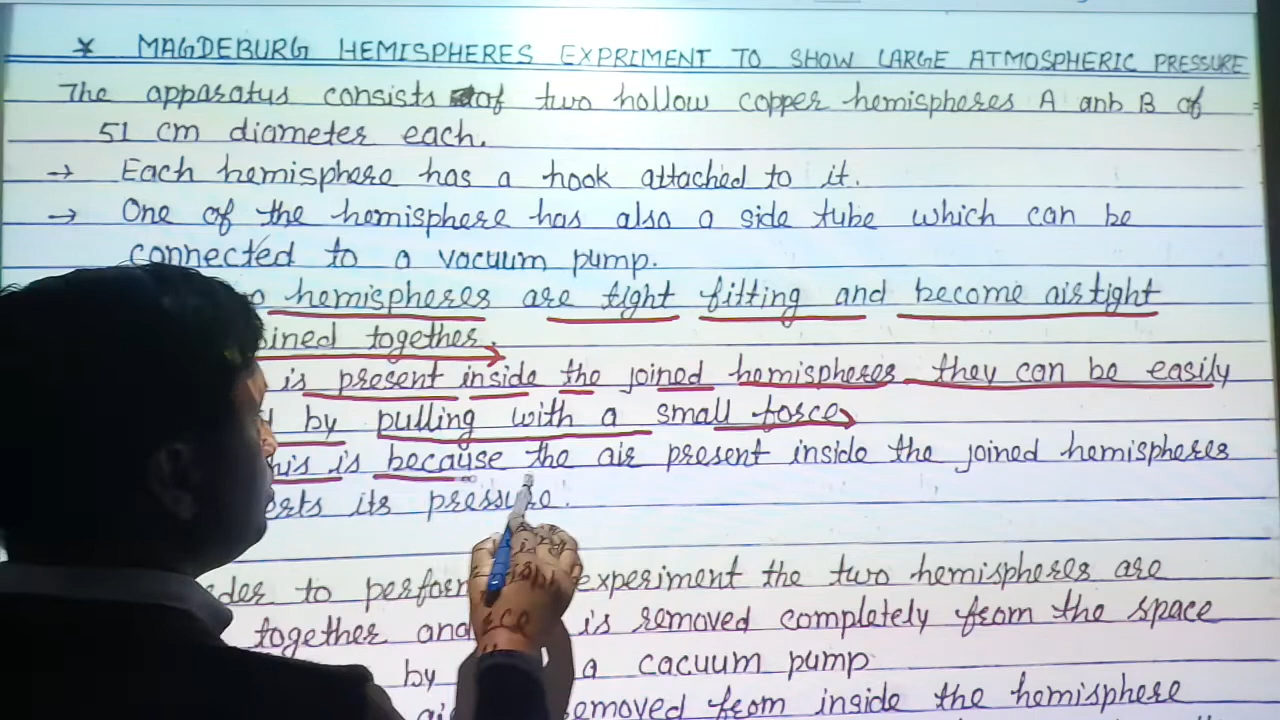 * MAGDEBURG HEMISPHERES EXPRIMENT TO SHOW LARGE ATMOSPHERIC PRESSURE
The apparatus consists of two hollow copper hemispheres A anb B of
51 cm diameter each.
→ Each hemisphere has a hook attached to it.
→ One of the hemisphere has also a side tube which can be
connected to a vacuum pump.
hemispheres are tight fitting and become airtight
ined together.
is present inside the joined hemispheres they can be easily
by pulling with a small force
his is because the air present inside the joined hemispheres
erts its pressure.
der to perform experiment the two hemispheres are
together and is removed completely from the space
by a cacuum pump
emoved from inside the hemisphere